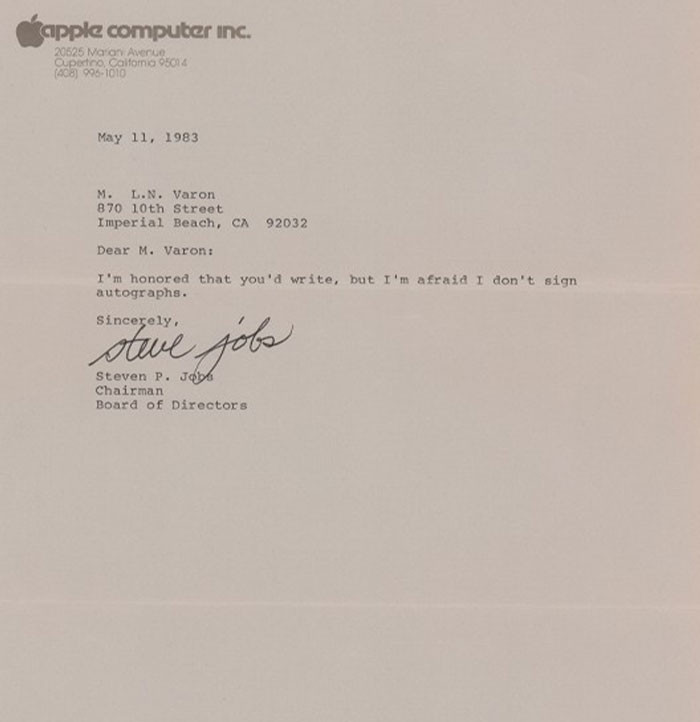 apple computer inc.
20525 Mariani Avenue
Cupertino, California 95014
(408) 996-1010
May 11, 1983
M.  L.N. Varon
870 10th Street
Imperial Beach, CA  92032
Dear M. Varon:
I'm honored that you'd write, but I'm afraid I don't sign
autographs.
Sincerely,
steve jobs
Steven P. Jobs
Chairman
Board of Directors